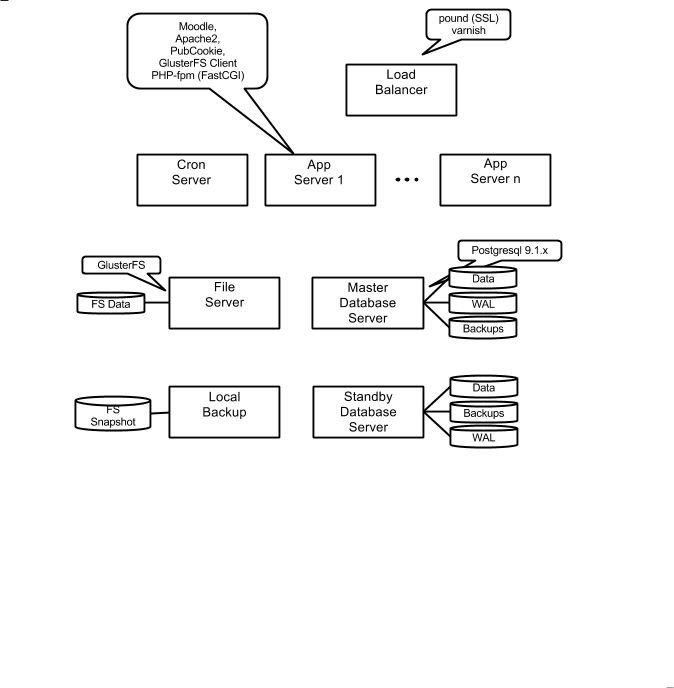 Moodle,
Apache2,
PubCookie,
GlusterFS Client
PHP-fpm (FastCGI)
pound (SSL)
varnish
Load
Balancer
Cron
Server
App
Server 1
App
Server n
GlusterFS
FS Data
File
Server
Postgresql 9.1.x
Master
Database
Server
Data
WAL
Backups
FS
Snapshot
Local
Backup
Standby
Database
Server
Data
Backups
WAL